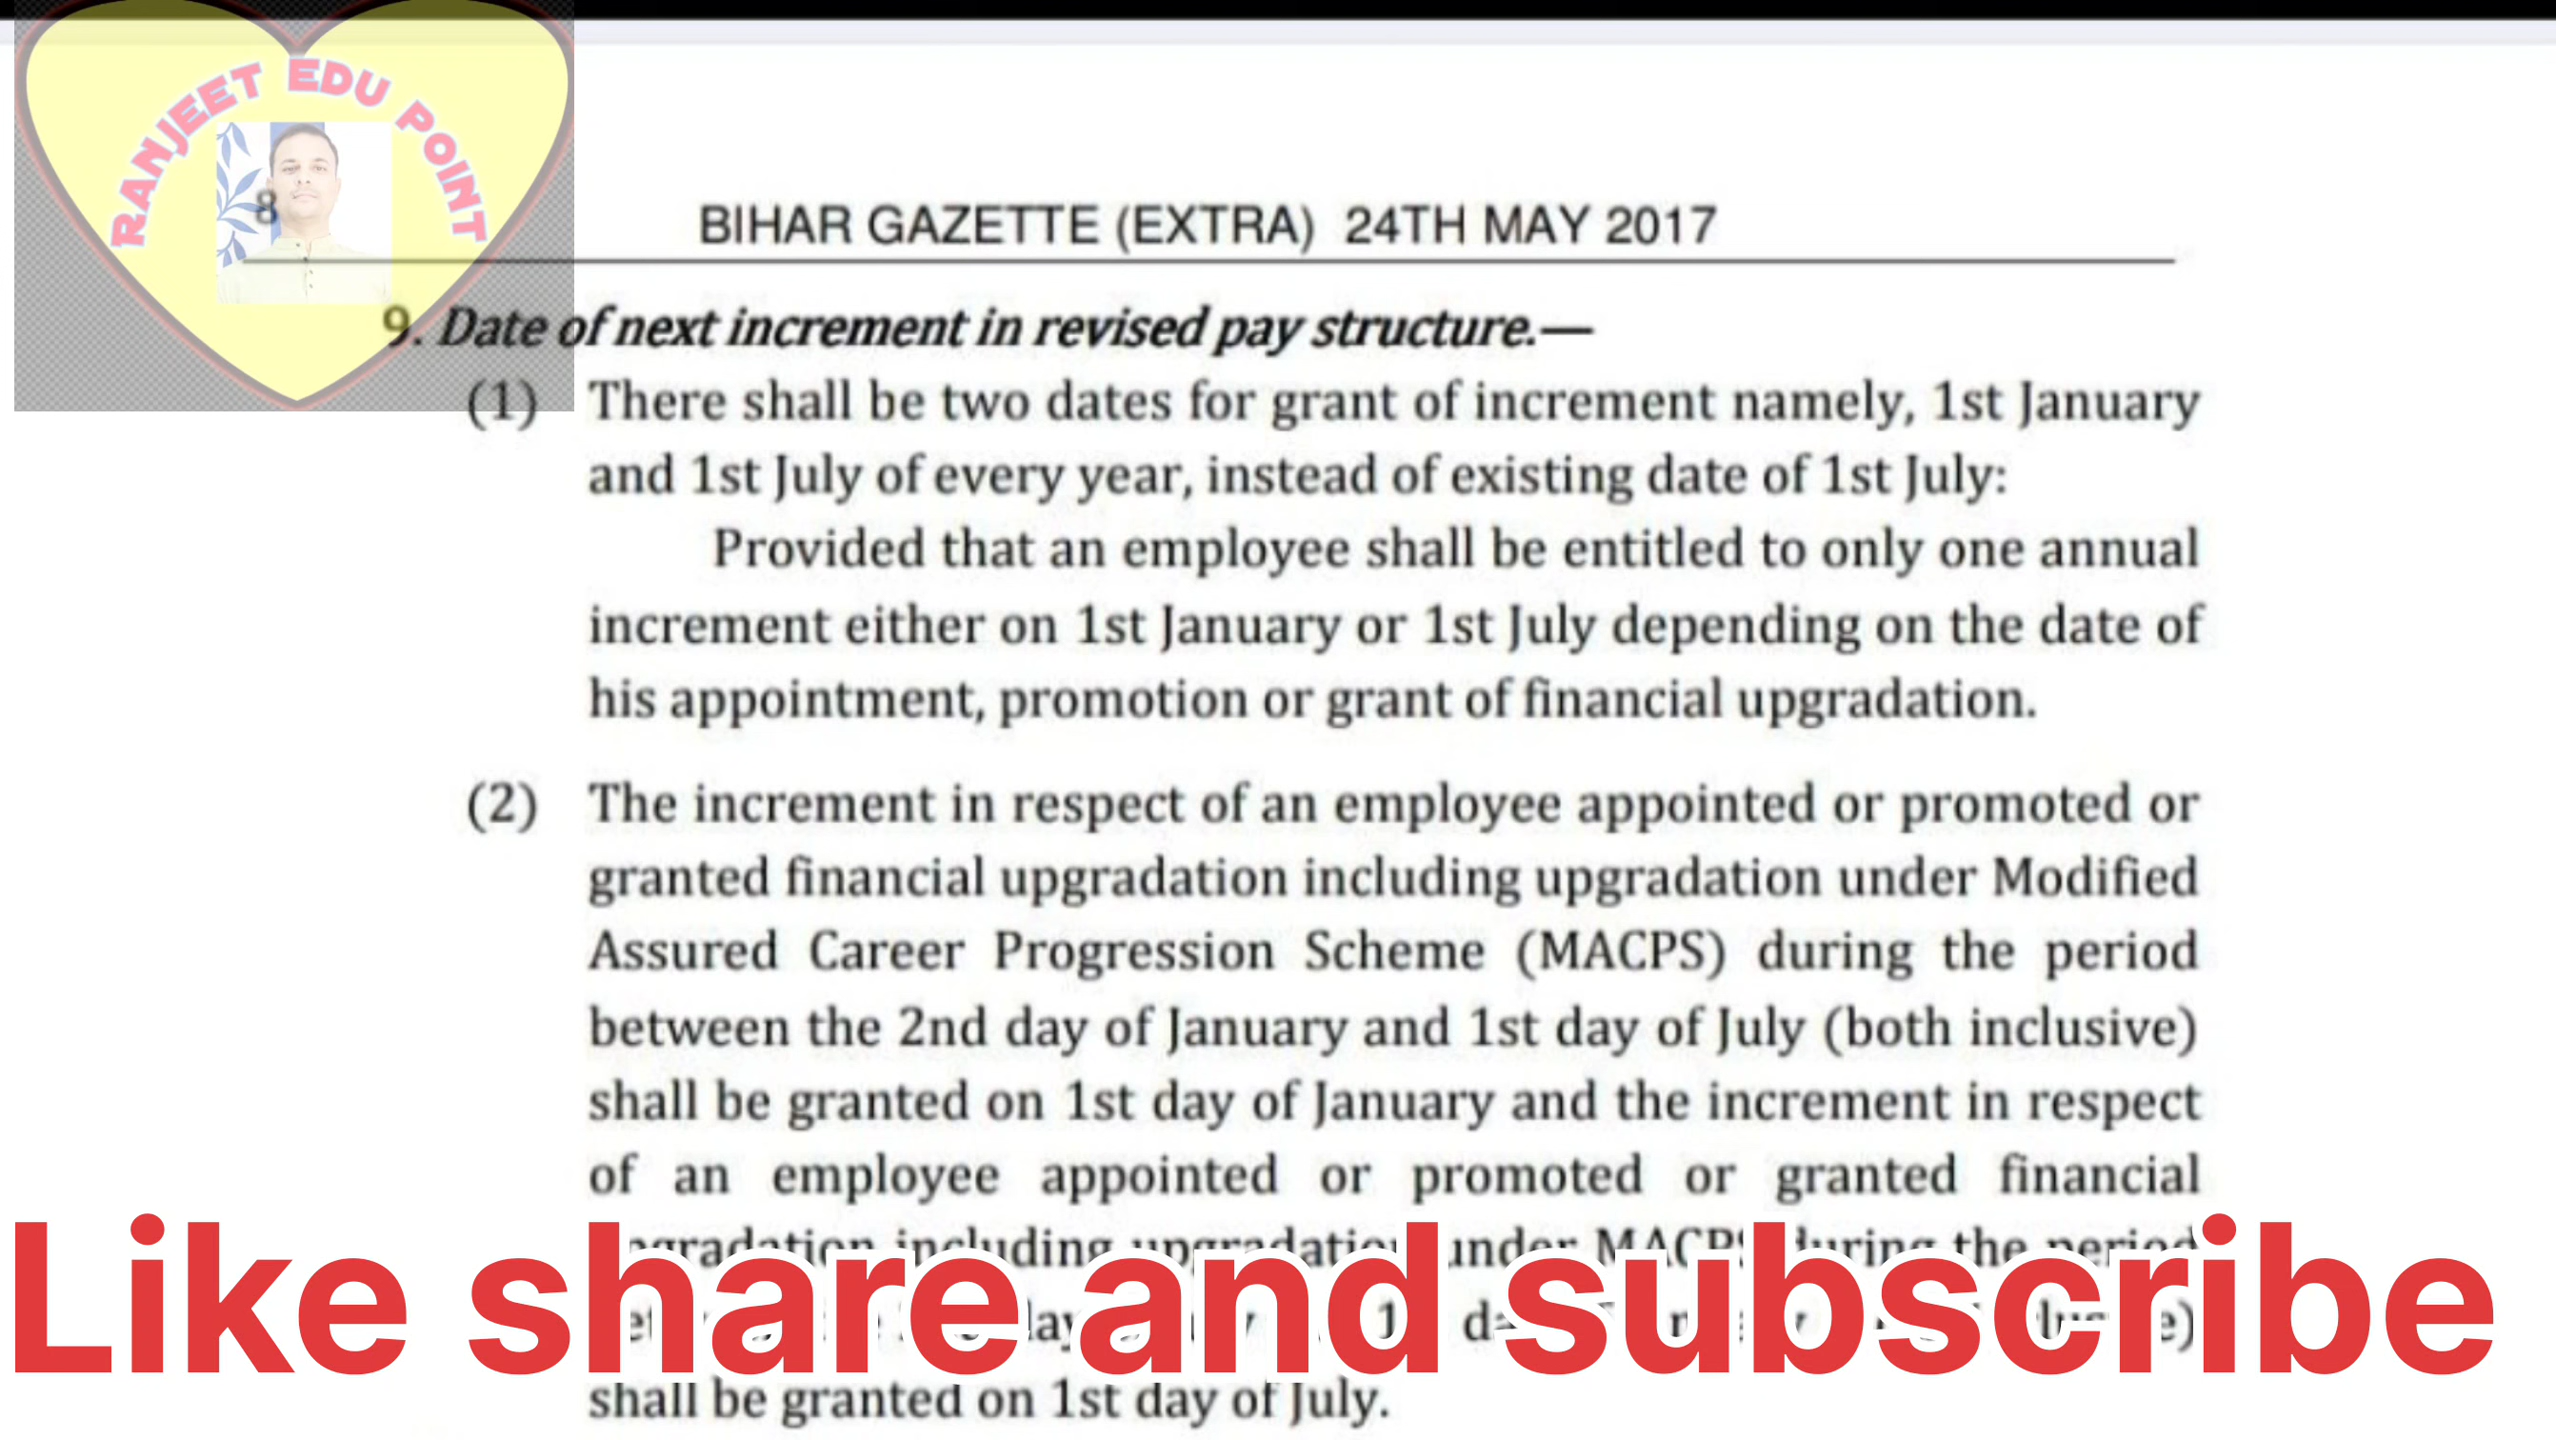 RANJEET EDU POINT
8
BIHAR GAZETTE (EXTRA) 24TH MAY 2017
9. Date of next increment in revised pay structure.—
(1) There shall be two dates for grant of increment namely, 1st January
and 1st July of every year, instead of existing date of 1st July:
Provided that an employee shall be entitled to only one annual
increment either on 1st January or 1st July depending on the date of
his appointment, promotion or grant of financial upgradation.
(2) The increment in respect of an employee appointed or promoted or
granted financial upgradation including upgradation under Modified
Assured Career Progression Scheme (MACPS) during the period
between the 2nd day of January and 1st day of July (both inclusive)
shall be granted on 1st day of January and the increment in respect
of an employee appointed or promoted or granted financial
including upgradation under MACPS during the period
Like share and subscribe
shall be granted on 1st day of July.